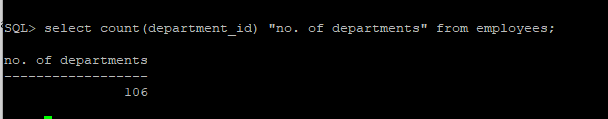 SQL> select count(department_id) "no. of departments" from employees;
no. of departments
------------------
106